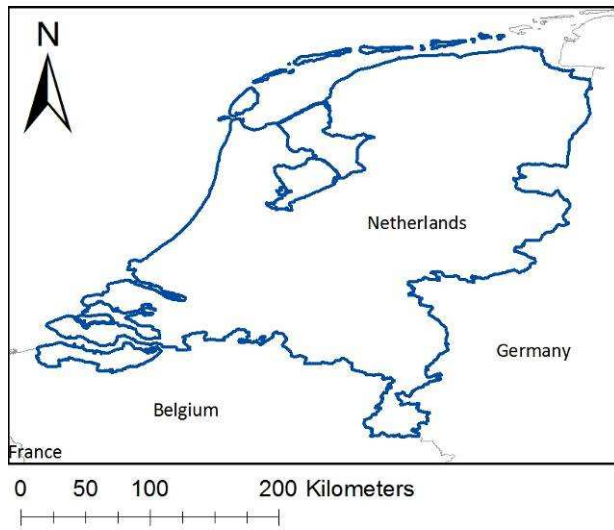 N
Netherlands
Germany
Belgium
France
0 50 100 200 Kilometers